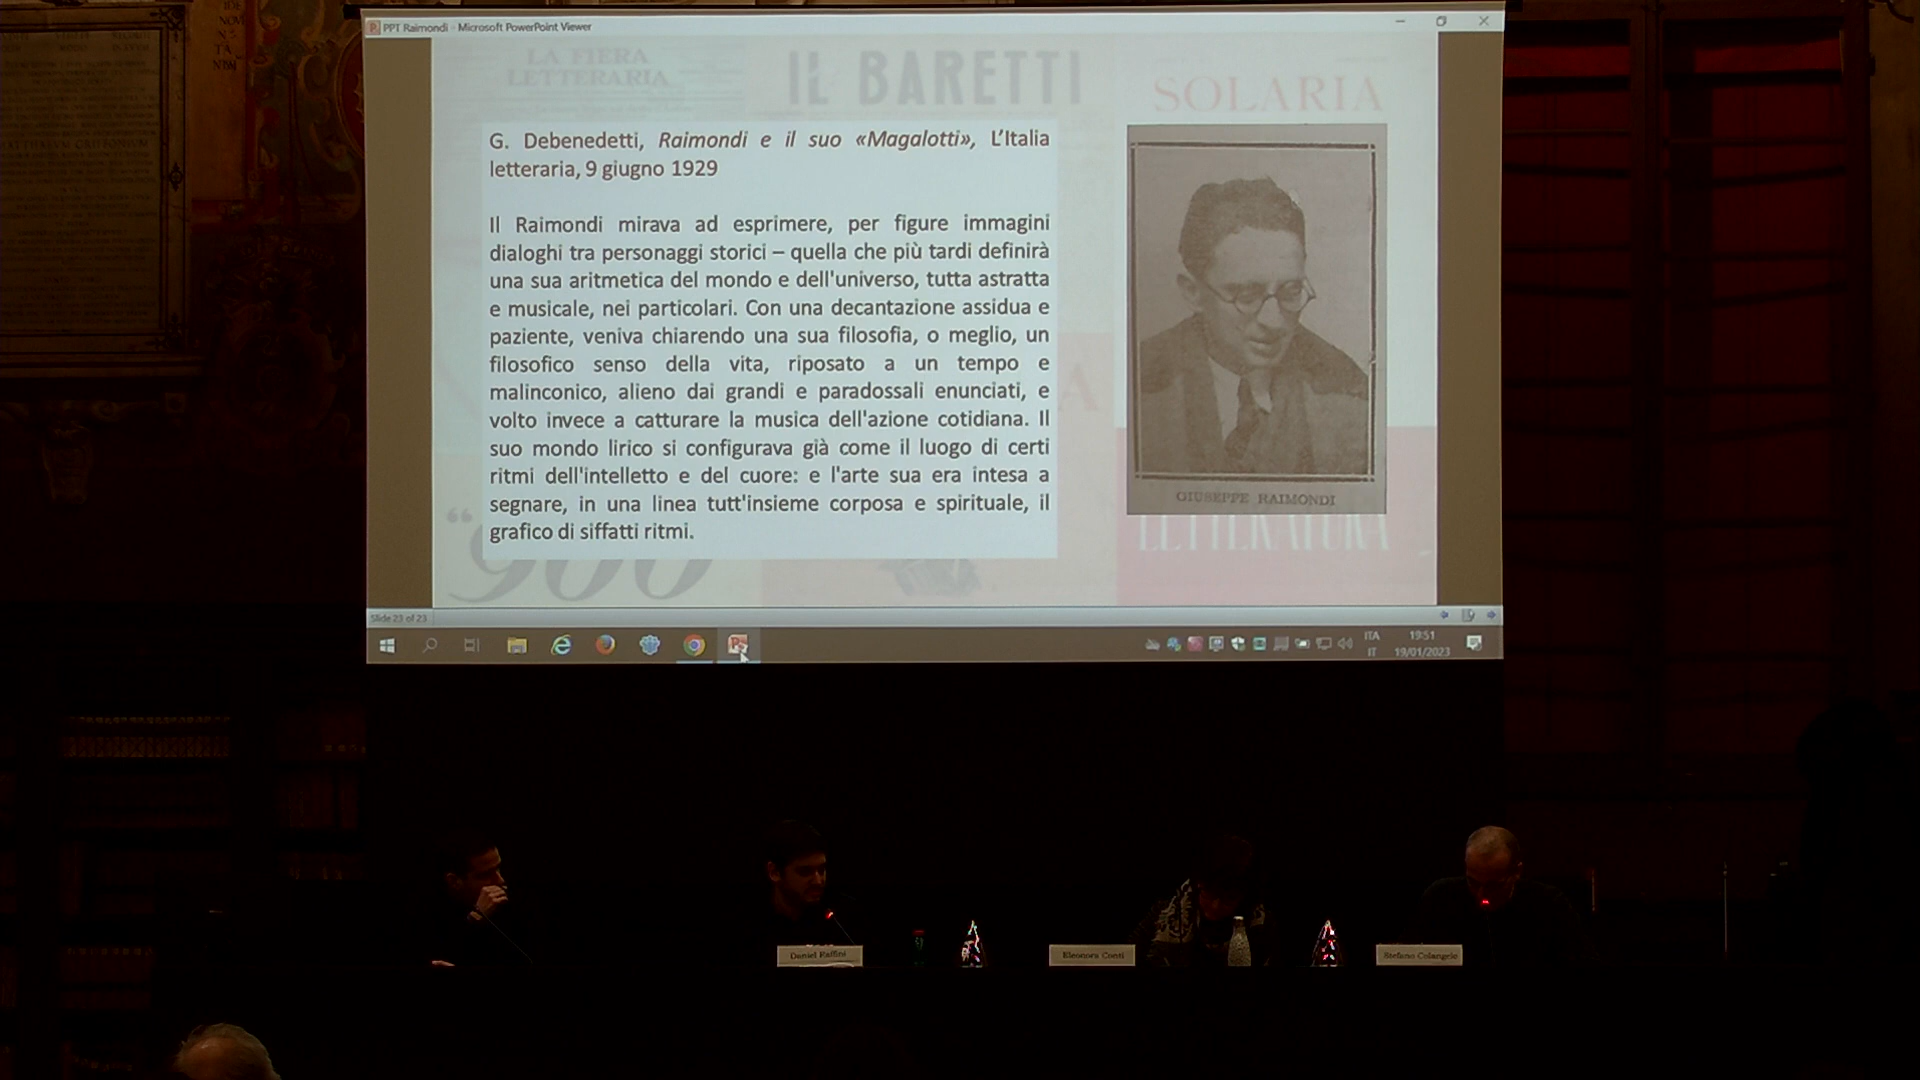 PPT Raimondi - Microsoft PowerPoint Viewer
LA FIERA
LETTERARIA
IL BARETTI
SOLARIA
G. Debenedetti, Raimondi e il suo «Magalotti», L’Italia
letteraria, 9 giugno 1929
Il Raimondi mirava ad esprimere, per figure immagini
dialoghi tra personaggi storici – quella che più tardi definirà
una sua aritmetica del mondo e dell'universo, tutta astratta
e musicale, nei particolari. Con una decantazione assidua e
paziente, veniva chiarendo una sua filosofia, o meglio, un
filosofico senso della vita, riposato a un tempo e
malinconico, alieno dai grandi e paradossali enunciati, e
volto invece a catturare la musica dell'azione cotidiana. Il
suo mondo lirico si configurava già come il luogo di certi
ritmi dell'intelletto e del cuore: e l'arte sua era intesa a
segnare, in una linea tutt'insieme corposa e spirituale, il
grafico di siffatti ritmi.
GIUSEPPE RAIMONDI
LETTERATURA
“900
Slide 23 of 23
ITA
IT
19:51
19/01/2023
Daniel Raffini
Eleonora Conti
Stefano Colangelo